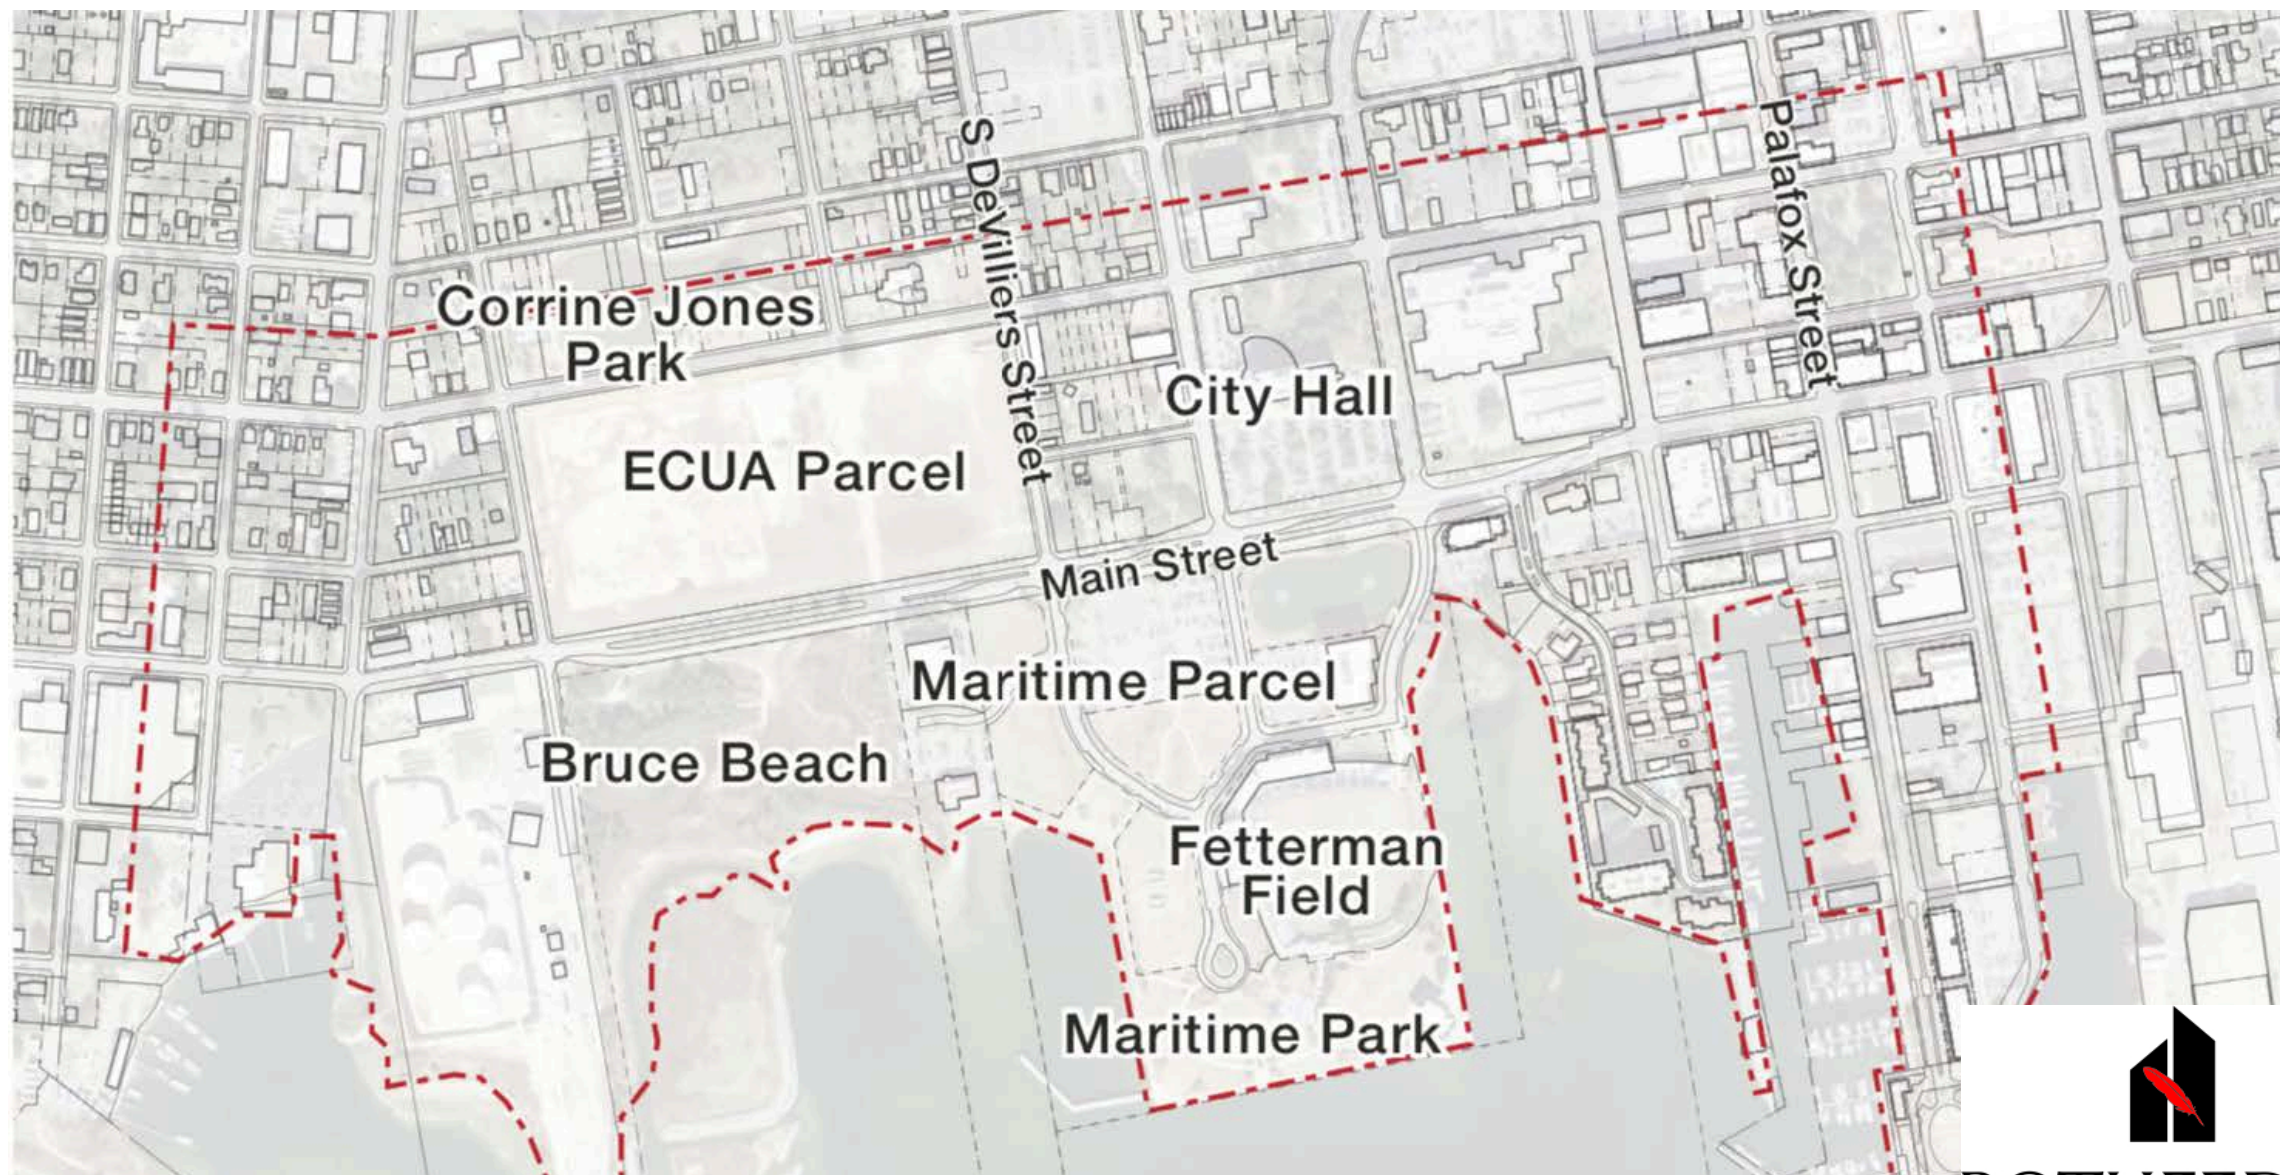 S DeVilliers Street
Palafox Street
Corrine Jones
Park
City Hall
ECUA Parcel
Main Street
Maritime Parcel
Bruce Beach
Fetterman
Field
Maritime Park